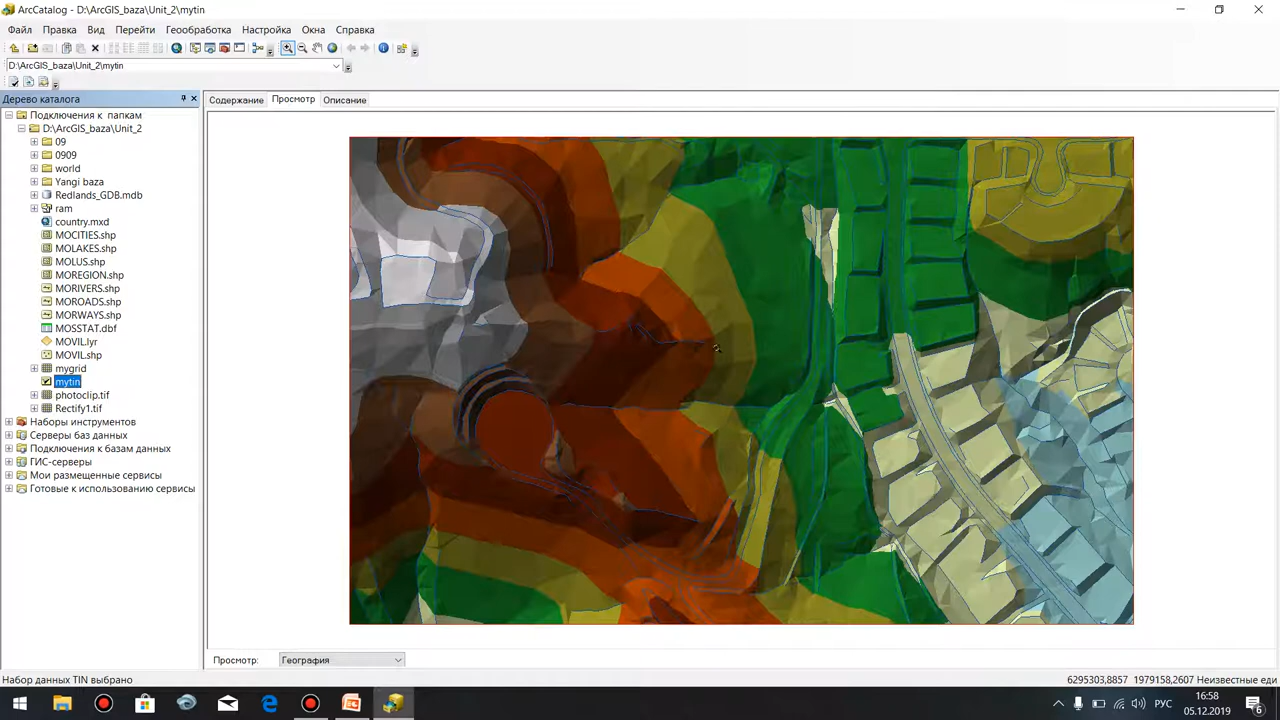 ArcCatalog - D:\ArcGIS_baza\Unit_2\mytin
Файл Правка Вид Перейти Геообработка Настройка Окна Справка
D:\ArcGIS_baza\Unit_2\mytin
Дерево каталога
Содержание Просмотр Описание
Подключения к папкам
D:\ArcGIS_baza\Unit_2
09
0909
world
Yangi baza
Redlands_GDB.mdb
ram
country.mxd
MOCITIES.shp
MOLAKES.shp
MOLUS.shp
MOREGION.shp
MORIVERS.shp
MOROADS.shp
MORWAYS.shp
MOSSTAT.dbf
MOVIL.lyr
MOVIL.shp
mygrid
mytin
photoclip.tif
Rectify1.tif
Наборы инструментов
Серверы баз данных
Подключения к базам данных
ГИС-серверы
Мои размещенные сервисы
Готовые к использованию сервисы
Просмотр: География
Набор данных TIN выбрано
6295303,8857 1979158,2607 Неизвестные еди
РУС
16:58
05.12.2019
6